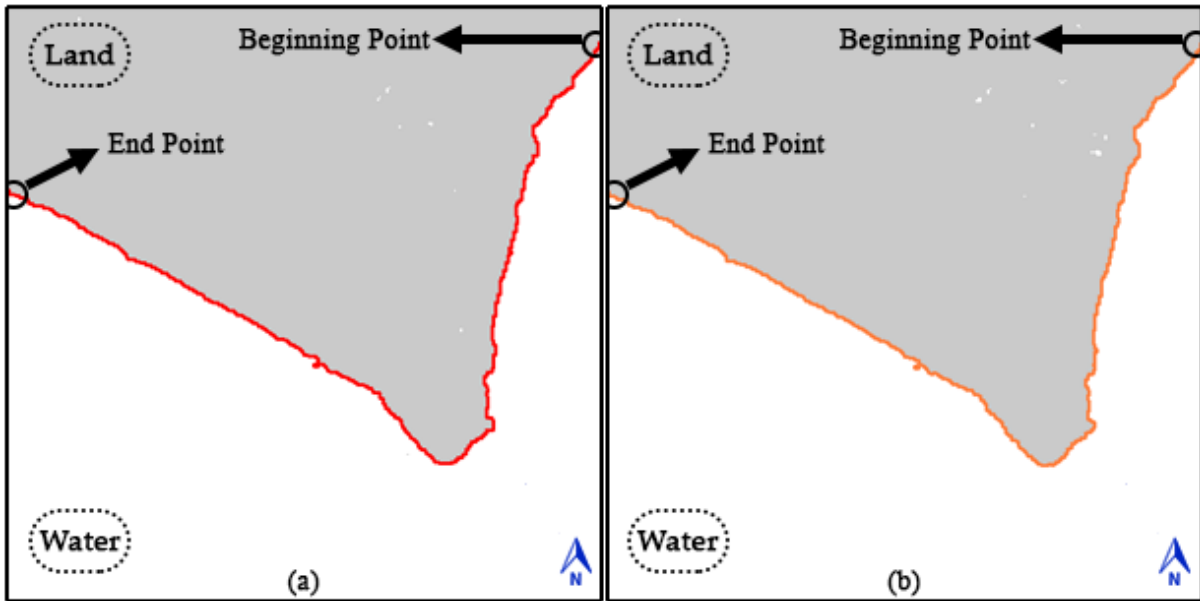 Land
Beginning Point
End Point
Water
N
(a)
Land
Beginning Point
End Point
Water
N
(b)